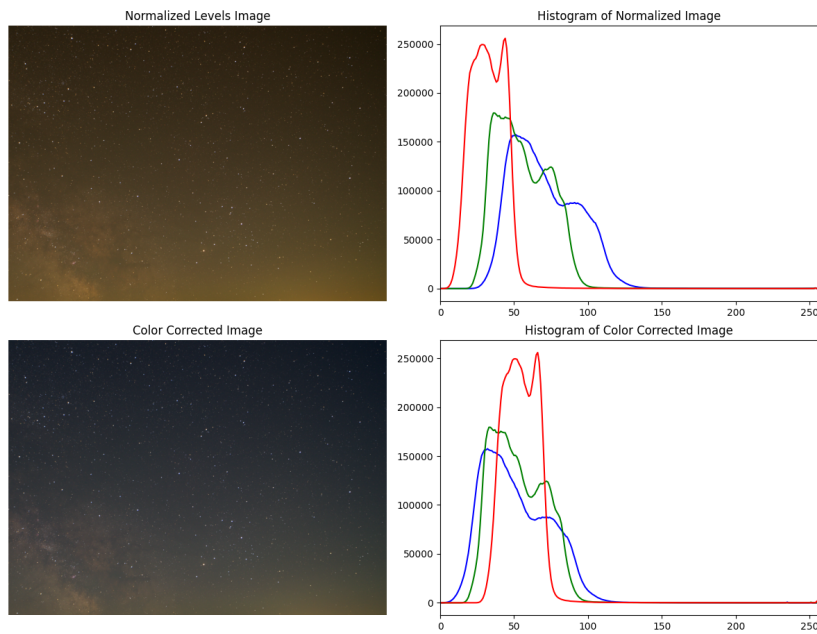 Normalized Levels Image
Histogram of Normalized Image
250000
200000
150000
100000
50000
0
0 50 100 150 200 250
Color Corrected Image
Histogram of Color Corrected Image
250000
200000
150000
100000
50000
0
0 50 100 150 200 250